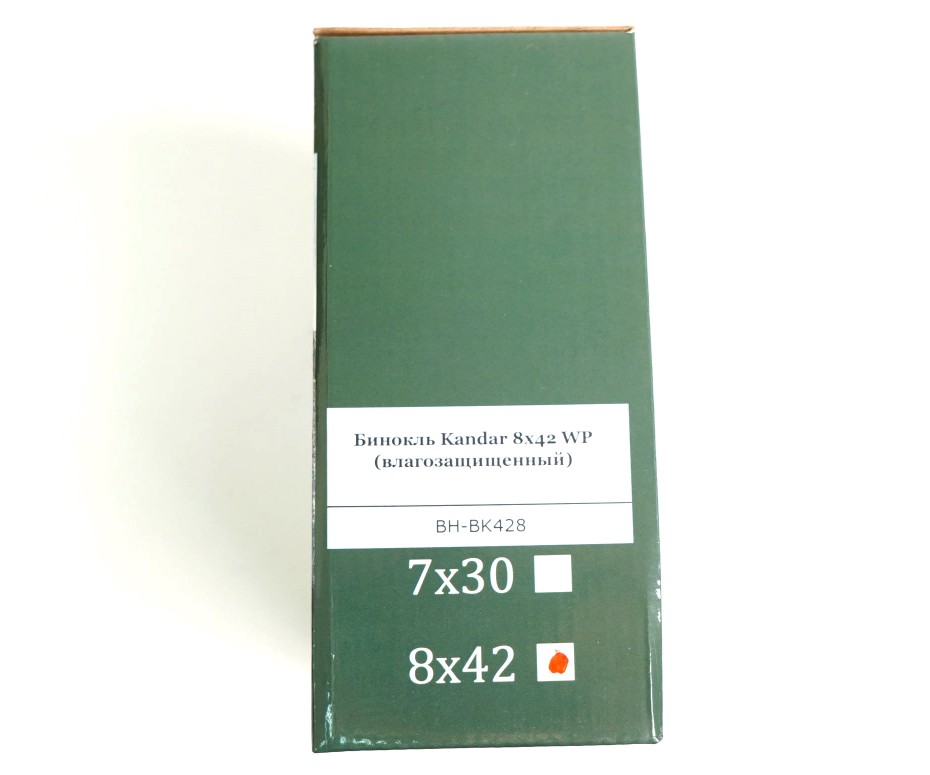 Бинокль Kandar 8x42 WP
(влагозащищенный)
BH-BK428
7x30
8x42